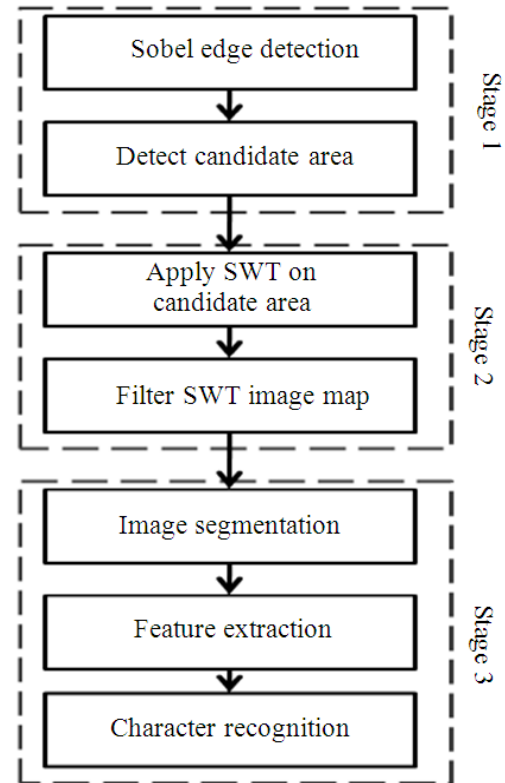 Sobel edge detection
Detect candidate area
Stage 1
Apply SWT on
candidate area
Filter SWT image map
Stage 2
Image segmentation
Feature extraction
Character recognition
Stage 3